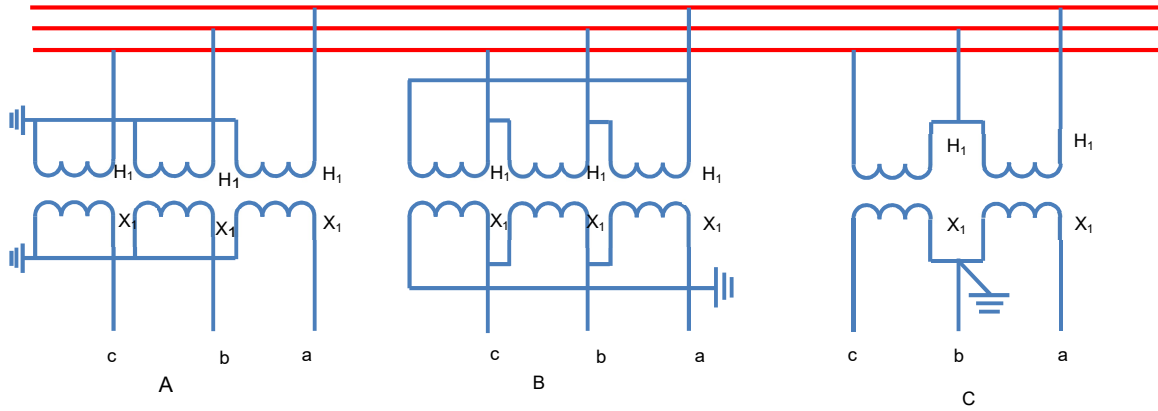 H₁ H₁ H₁
X₁ X₁ X₁
c b a
A
H₁ H₁ H₁
X₁ X₁ X₁
c b a
B
H₁ H₁
X₁ X₁
c b a
C